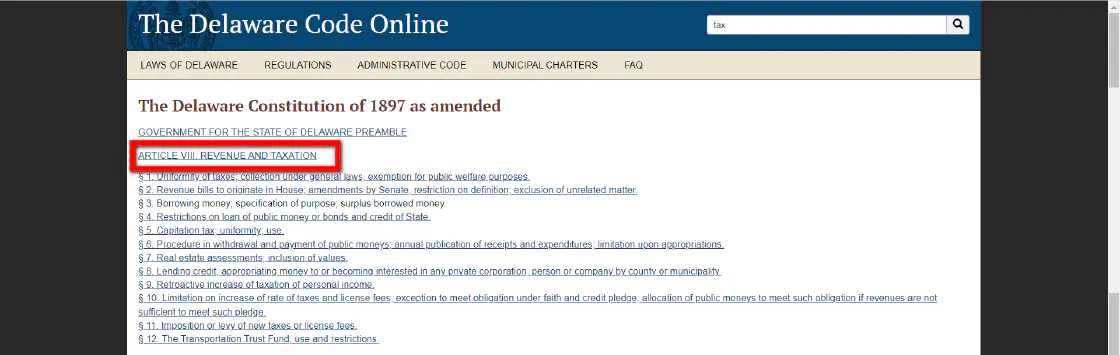 The Delaware Code Online
tax
LAWS OF DELAWARE REGULATIONS ADMINISTRATIVE CODE MUNICIPAL CHARTERS FAQ
The Delaware Constitution of 1897 as amended
GOVERNMENT FOR THE STATE OF DELAWARE PREAMBLE
ARTICLE VIII. REVENUE AND TAXATION
§ 1. Uniformity of taxes; collection under general laws; exemption for public welfare purposes.
§ 2. Revenue bills to originate in House; amendments by Senate; restriction on definition; exclusion of unrelated matter.
§ 3. Borrowing money; specification of purpose; surplus borrowed money.
§ 4. Restrictions on loan of public money or bonds and credit of State.
§ 5. Capitation tax; uniformity; use.
§ 6. Procedure in withdrawal and payment of public moneys; annual publication of receipts and expenditures; limitation upon appropriations.
§ 7. Real estate assessments; inclusion of values.
§ 8. Lending credit, appropriating money to or becoming interested in any private corporation, person or company by county or municipality.
§ 9. Retroactive increase of taxation of personal income.
§ 10. Limitation on increase of rate of taxes and license fees; exception to meet obligation under faith and credit pledge; allocation of public moneys to meet such obligation if revenues are not
sufficient to meet such pledge.
§ 11. Imposition or levy of new taxes or license fees.
§ 12. The Transportation Trust Fund; use and restrictions.